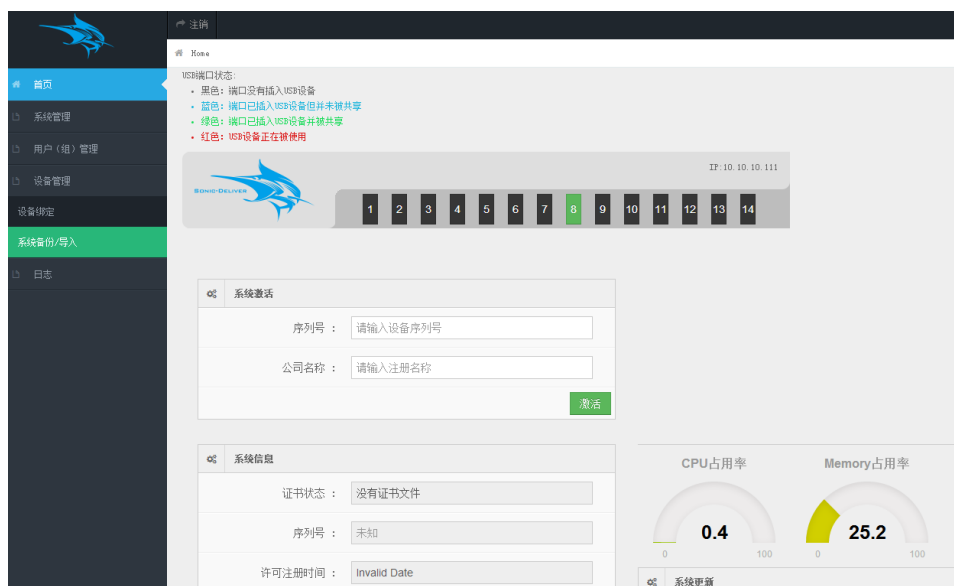 注销
Home
首页
系统管理
用户（组）管理
设备管理
设备绑定
系统备份/导入
日志
USB端口状态:
黑色: 端口没有插入USB设备
蓝色: 端口已插入USB设备但并未被共享
绿色: 端口已插入USB设备并被共享
红色: USB设备正在被使用
IP:10.10.10.111
SONIC-DELIVER
1 2 3 4 5 6 7 8 9 10 11 12 13 14
系统激活
序列号 : 请输入设备序列号
公司名称 : 请输入注册名称
激活
系统信息
证书状态 : 没有证书文件
序列号 : 未知
许可注册时间 : Invalid Date
CPU占用率
0.4
0 100
Memory占用率
25.2
0 100
系统更新